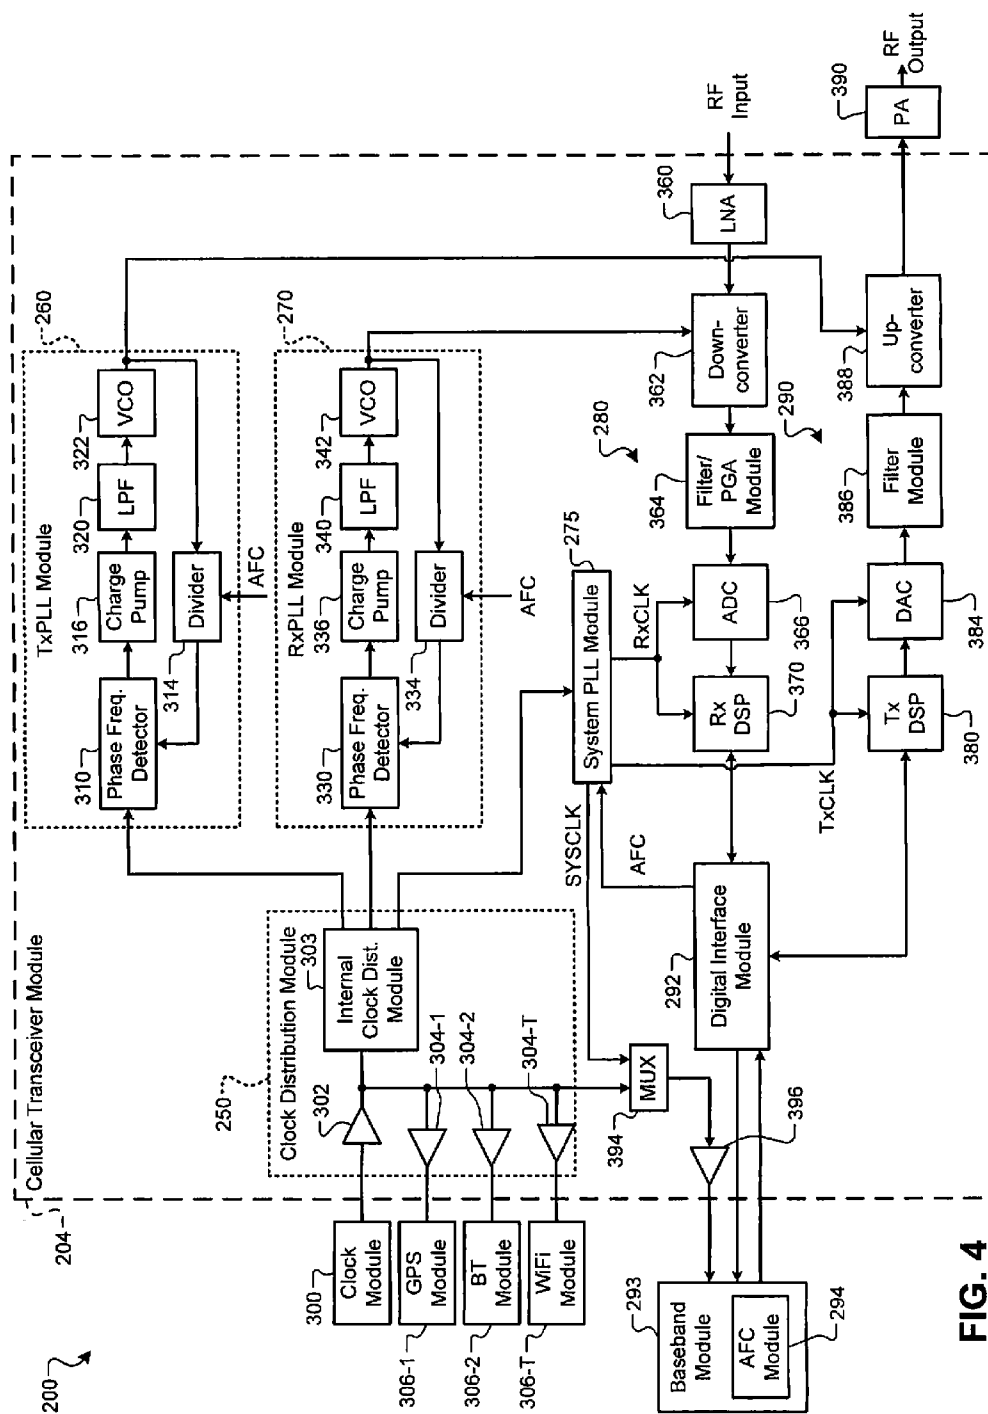 200
204
Cellular Transceiver Module
TxPLL Module
260
310
Phase Freq.
Detector
316
Charge
Pump
320
LPF
322
VCO
314
Divider
AFC
RxPLL Module
270
330
Phase Freq.
Detector
336
Charge
Pump
340
LPF
342
VCO
334
Divider
AFC
250
Clock Distribution Module
302
303
Internal
Clock Dist.
Module
304-1
304-2
304-T
300
Clock
Module
GPS
Module
306-1
BT
Module
306-2
WiFi
Module
306-T
275
System PLL Module
SYSCLK
AFC
RxCLK
TxCLK
MUX
394
396
292
Digital Interface
Module
293
Baseband
Module
AFC
Module
294
280
RF
Input
360
LNA
362
Down-
converter
364
Filter/
PGA
Module
ADC
366
Rx
DSP
370
290
Tx
DSP
380
DAC
384
386
Filter
Module
388
Up-
converter
390
PA
RF
Output
FIG. 4